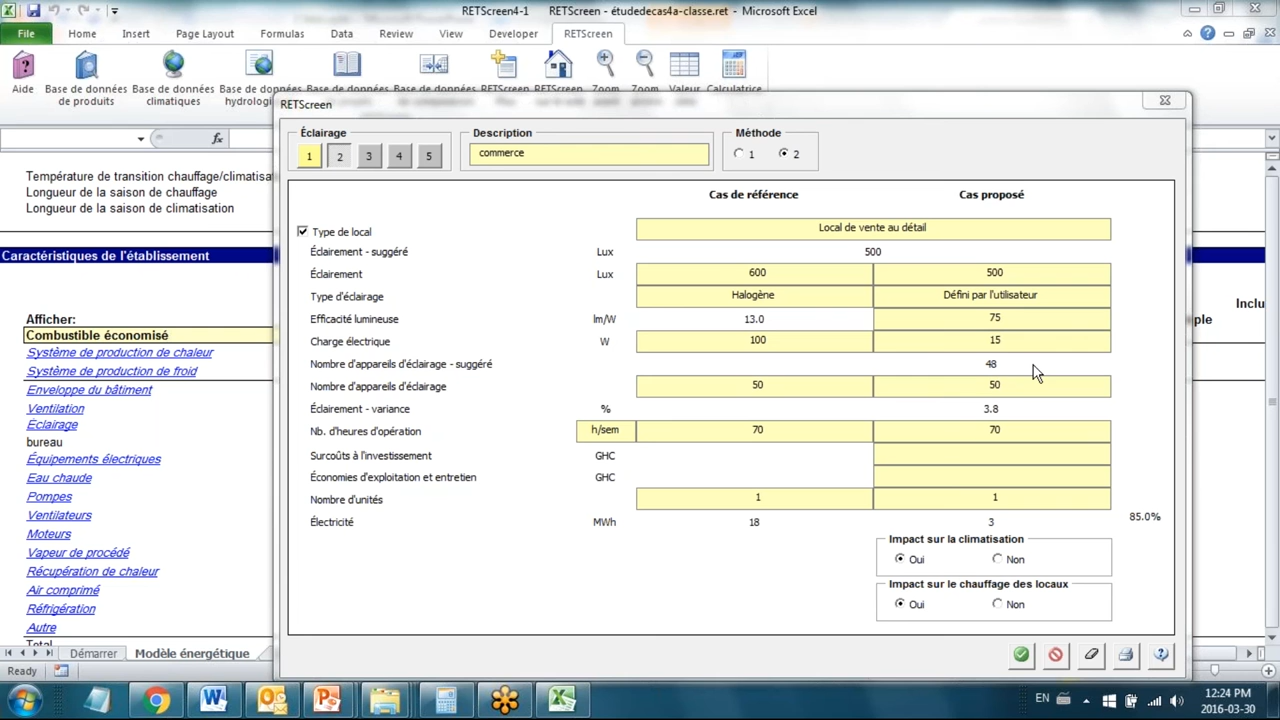 RETScreen4-1 RETScreen - étudedecas4a-classe.ret - Microsoft Excel
File Home Insert Page Layout Formulas Data Review View Developer RETScreen
Aide Base de données de produits Base de données climatiques Base de données
RETScreen
fx
Éclairage Description Méthode
1 2 3 4 5 commerce 1 2
Température de transition chauffage/climatisa
Longueur de la saison de chauffage
Longueur de la saison de climatisation
Caractéristiques de l'établissement
Afficher:
Combustible économisé
Système de production de chaleur
Système de production de froid
Enveloppe du bâtiment
Ventilation
Éclairage
bureau
Équipements électriques
Eau chaude
Pompes
Ventilateurs
Moteurs
Vapeur de procédé
Récupération de chaleur
Air comprimé
Réfrigération
Autre
Total
Cas de référence Cas proposé
Type de local Local de vente au détail
Éclairement - suggéré Lux 500
Éclairement Lux 600 500
Type d'éclairage Halogène Défini par l'utilisateur
Efficacité lumineuse lm/W 13.0 75
Charge électrique W 100 15
Nombre d'appareils d'éclairage - suggéré 48
Nombre d'appareils d'éclairage 50 50
Éclairement - variance % 3.8
Nb. d'heures d'opération h/sem 70 70
Surcoûts à l'investissement GHC
Économies d'exploitation et entretien GHC
Nombre d'unités 1 1
Électricité MWh 18 3 85.0%
Impact sur la climatisation
Oui Non
Impact sur le chauffage des locaux
Oui Non
Inclu
ple
Démarrer Modèle énergétique
Ready
EN 12:24 PM
2016-03-30